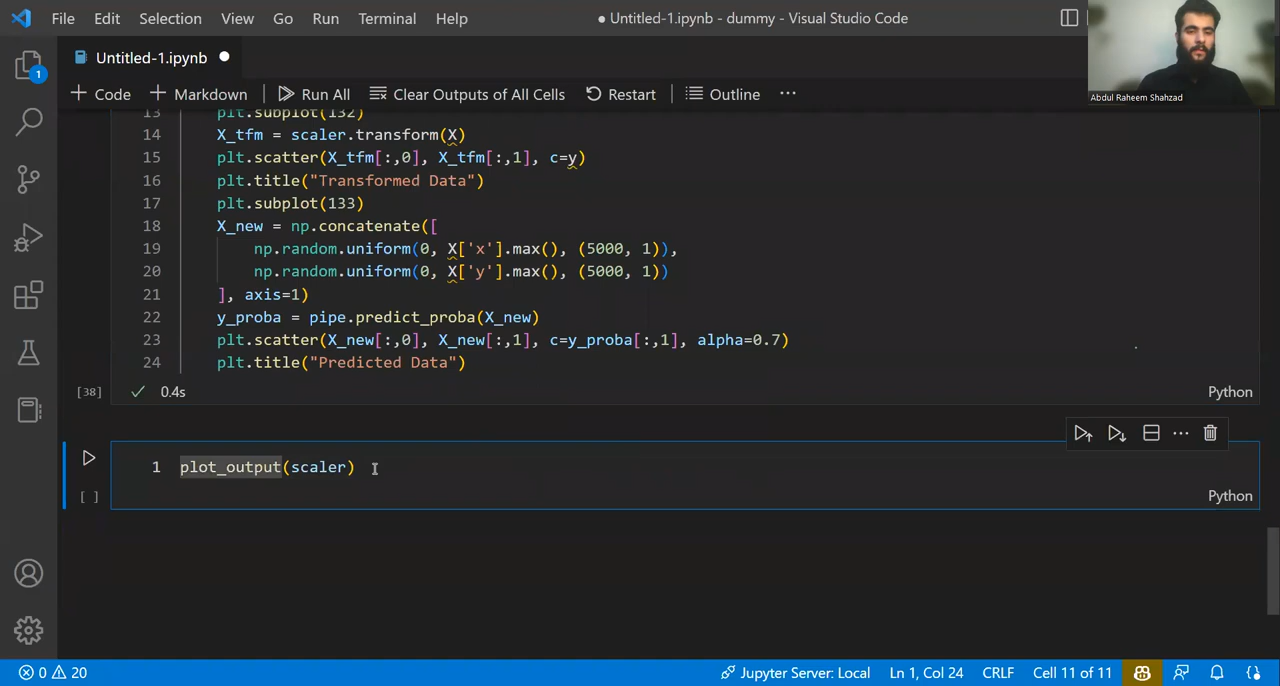 File Edit Selection View Go Run Terminal Help
● Untitled-1.ipynb - dummy - Visual Studio Code
Abdul Raheem Shahzad
1
Untitled-1.ipynb ●
+ Code + Markdown | Run All Clear Outputs of All Cells Restart | Outline ···
13 plt.subplot(132)
14 X_tfm = scaler.transform(X)
15 plt.scatter(X_tfm[:,0], X_tfm[:,1], c=y)
16 plt.title("Transformed Data")
17 plt.subplot(133)
18 X_new = np.concatenate([
19 np.random.uniform(0, X['x'].max(), (5000, 1)),
20 np.random.uniform(0, X['y'].max(), (5000, 1))
21 ], axis=1)
22 y_proba = pipe.predict_proba(X_new)
23 plt.scatter(X_new[:,0], X_new[:,1], c=y_proba[:,1], alpha=0.7)
24 plt.title("Predicted Data")
[38] ✓ 0.4s Python
1 plot_output(scaler)
[ ] Python
0 20 Jupyter Server: Local Ln 1, Col 24 CRLF Cell 11 of 11